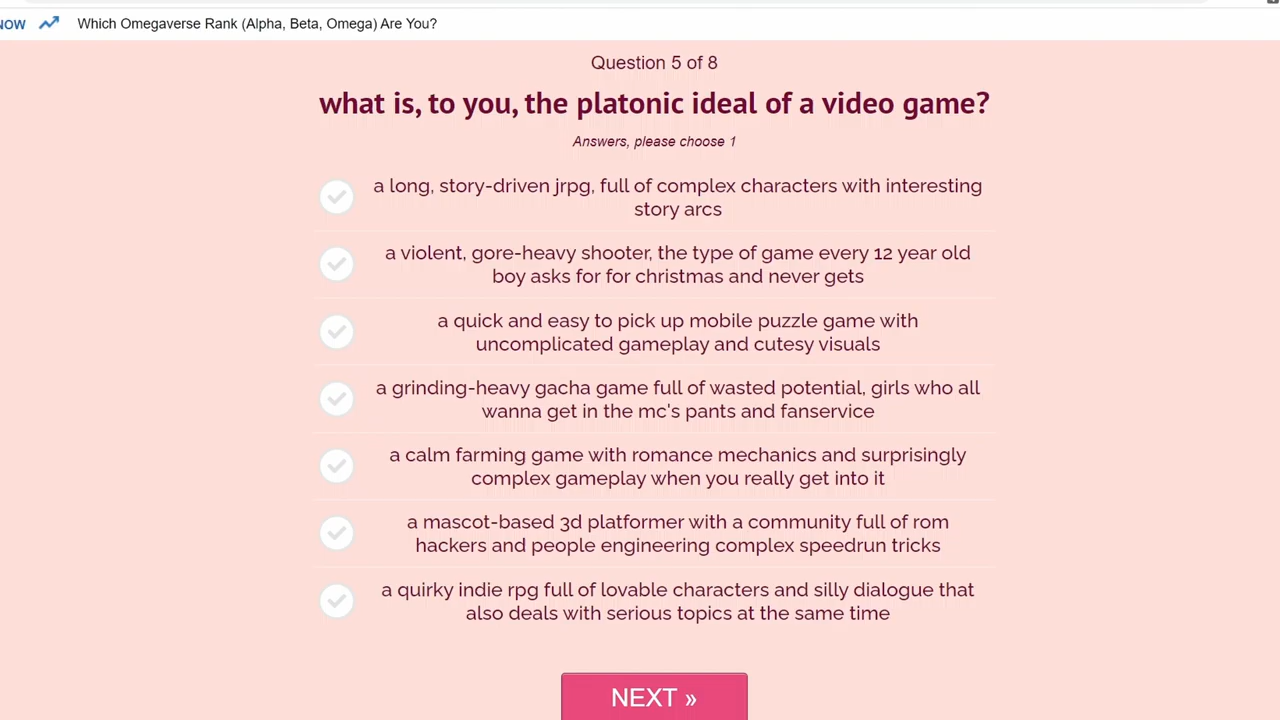 NOW Which Omegaverse Rank (Alpha, Beta, Omega) Are You?
Question 5 of 8
what is, to you, the platonic ideal of a video game?
Answers, please choose 1
a long, story-driven jrpg, full of complex characters with interesting
story arcs
a violent, gore-heavy shooter, the type of game every 12 year old
boy asks for for christmas and never gets
a quick and easy to pick up mobile puzzle game with
uncomplicated gameplay and cutesy visuals
a grinding-heavy gacha game full of wasted potential, girls who all
wanna get in the mc's pants and fanservice
a calm farming game with romance mechanics and surprisingly
complex gameplay when you really get into it
a mascot-based 3d platformer with a community full of rom
hackers and people engineering complex speedrun tricks
a quirky indie rpg full of lovable characters and silly dialogue that
also deals with serious topics at the same time
NEXT »